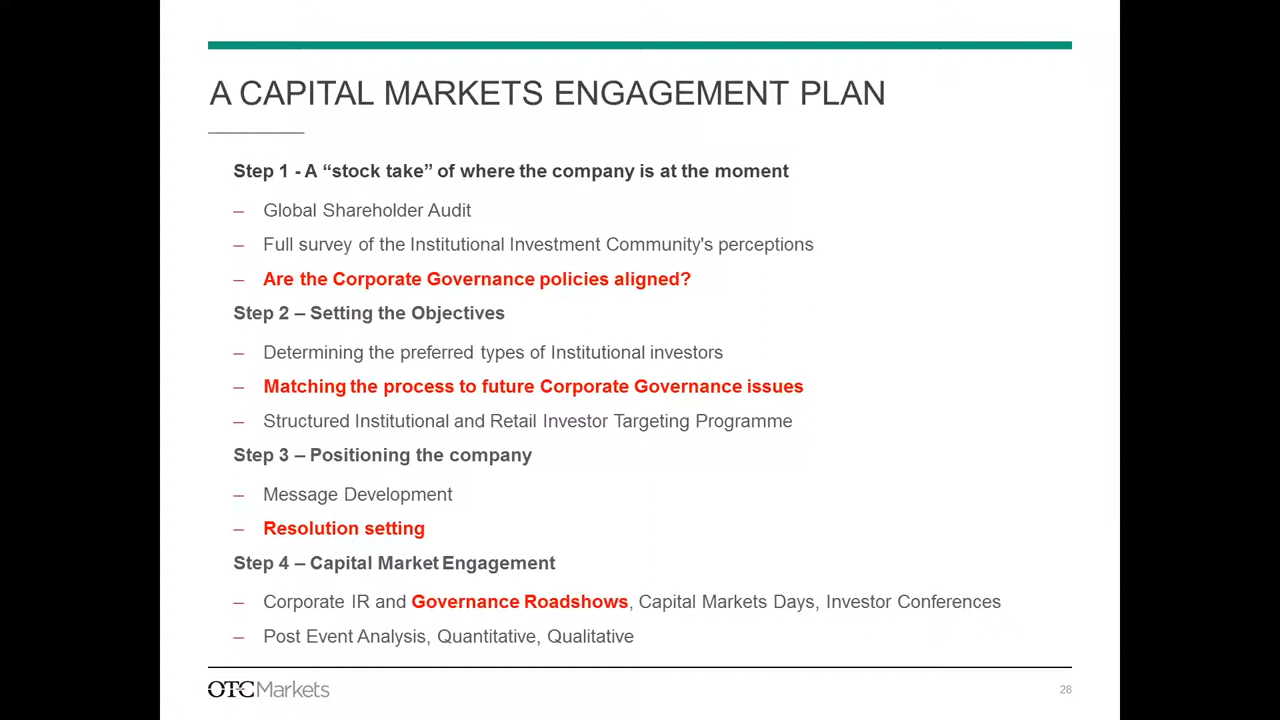 A CAPITAL MARKETS ENGAGEMENT PLAN
Step 1 - A “stock take” of where the company is at the moment
– Global Shareholder Audit
– Full survey of the Institutional Investment Community's perceptions
– Are the Corporate Governance policies aligned?
Step 2 – Setting the Objectives
– Determining the preferred types of Institutional investors
– Matching the process to future Corporate Governance issues
– Structured Institutional and Retail Investor Targeting Programme
Step 3 – Positioning the company
– Message Development
– Resolution setting
Step 4 – Capital Market Engagement
– Corporate IR and Governance Roadshows, Capital Markets Days, Investor Conferences
– Post Event Analysis, Quantitative, Qualitative
OTC Markets
28